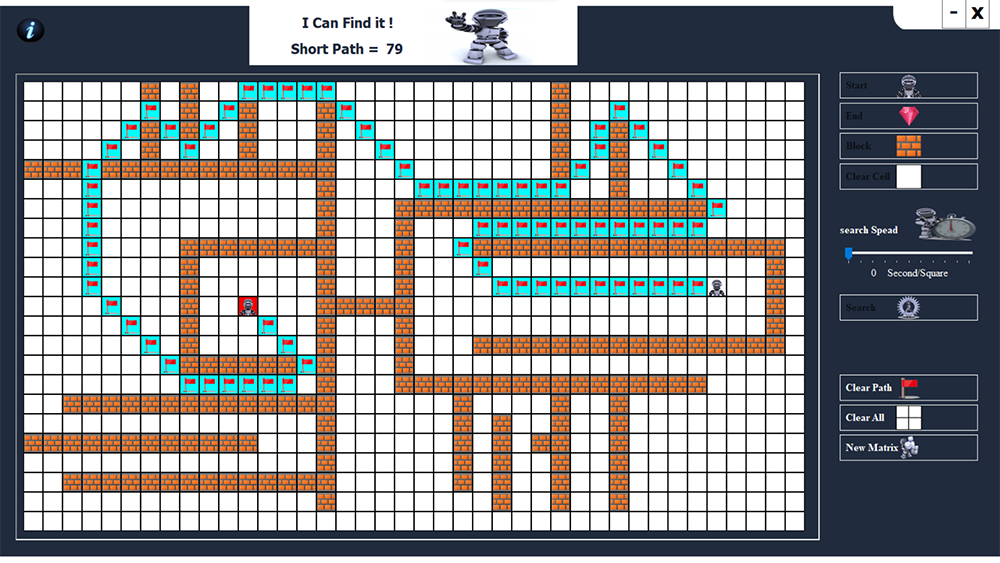 i
I Can Find it !
Short Path = 79
- X
Start
End
Block
Clear Cell
search Spead
0 Second/Square
Search
Clear Path
Clear All
New Matrix